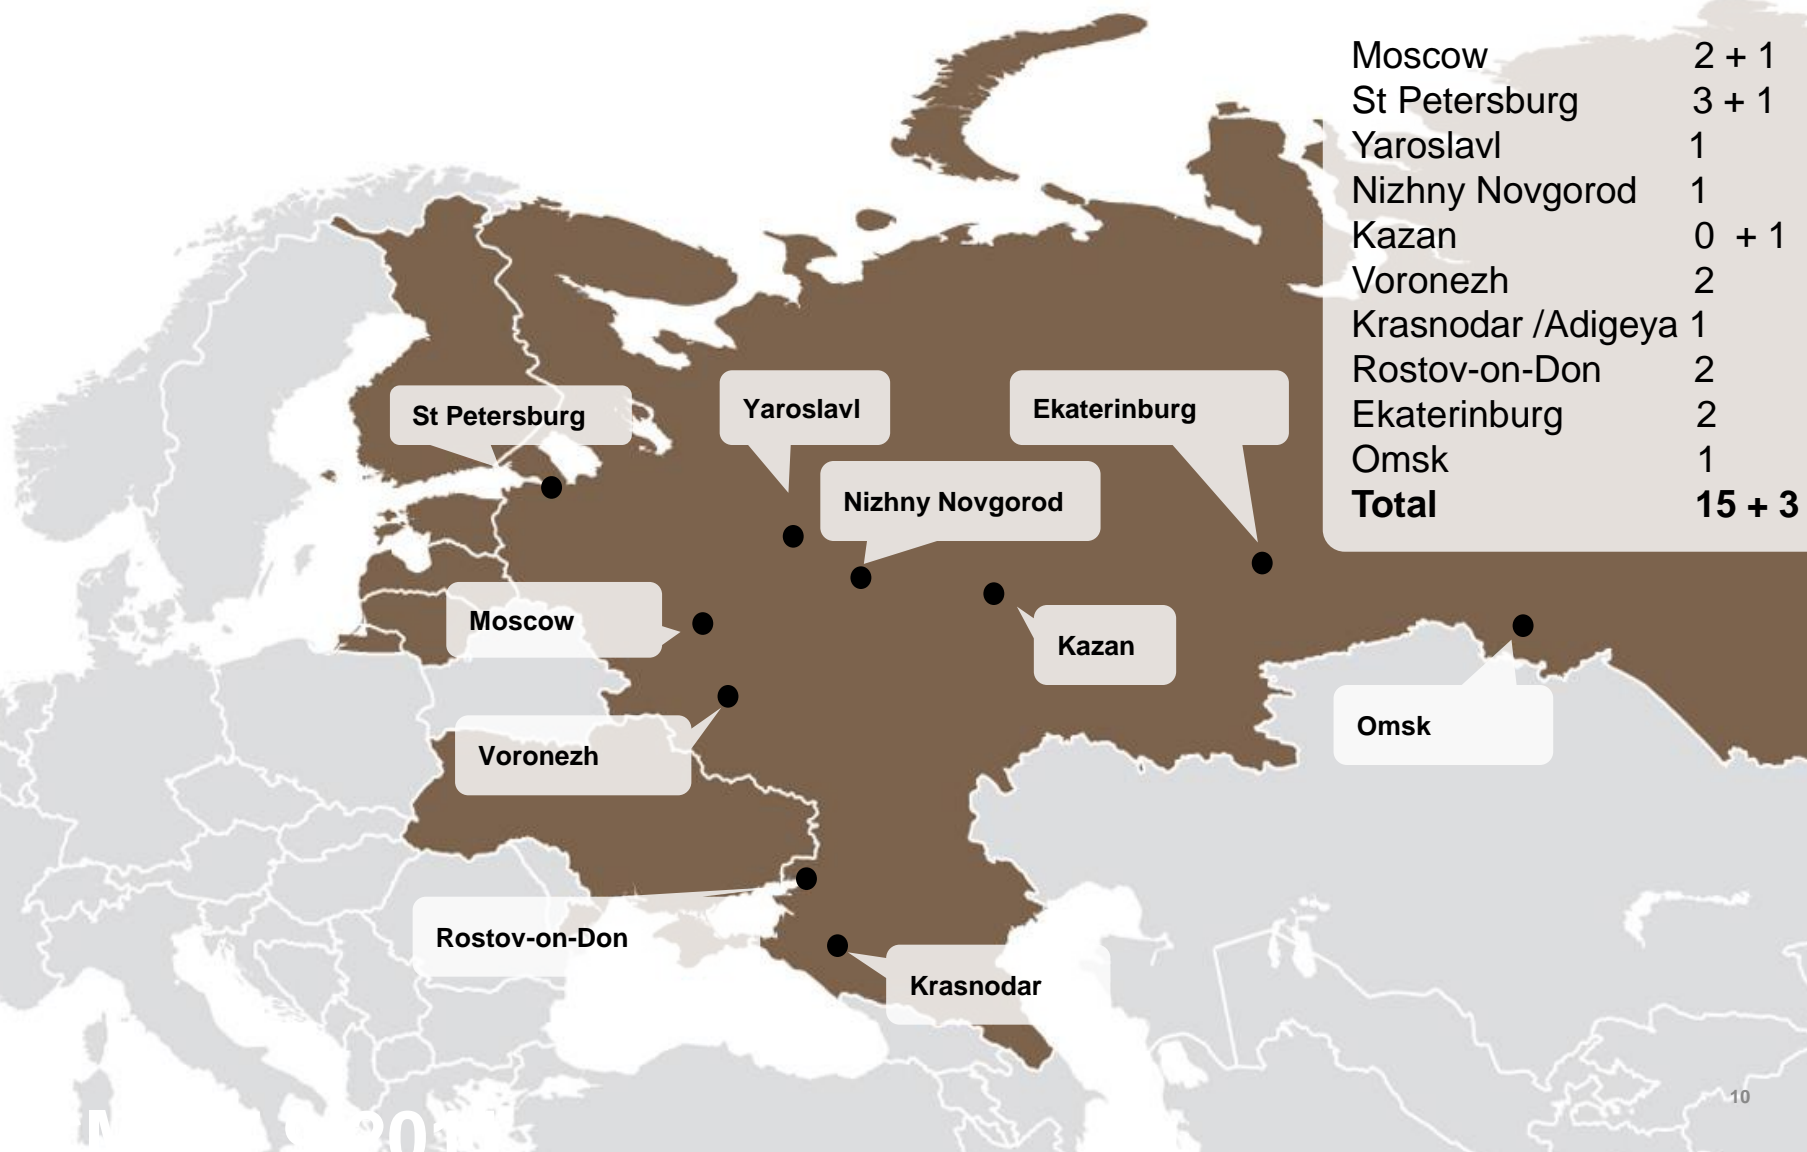 Moscow 2 + 1
St Petersburg 3 + 1
Yaroslavl 1
Nizhny Novgorod 1
Kazan 0 + 1
Voronezh 2
Krasnodar /Adigeya 1
Rostov-on-Don 2
Ekaterinburg 2
Omsk 1
Total 15 + 3
St Petersburg
Yaroslavl
Ekaterinburg
Nizhny Novgorod
Moscow
Kazan
Voronezh
Omsk
Rostov-on-Don
Krasnodar
10